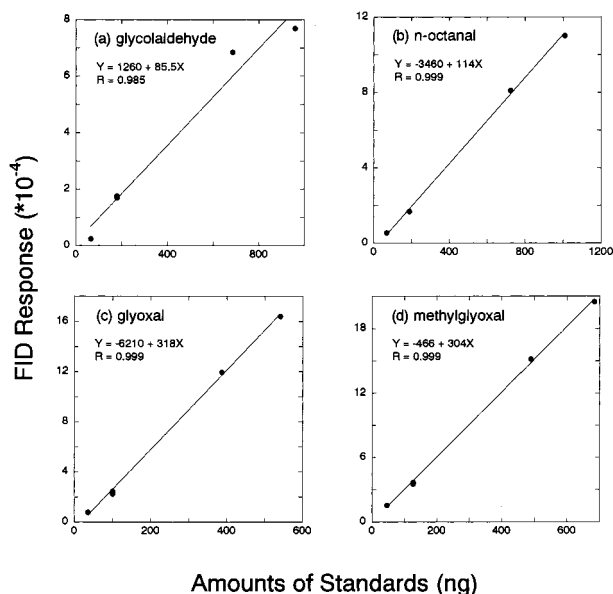 FID Response (*10^-4)
(a) glycolaldehyde
Y = 1260 + 85.5X
R = 0.985
8
6
4
2
0
0 400 800
(b) n-octanal
Y = -3460 + 114X
R = 0.999
12
8
4
0
0 400 800 1200
(c) glyoxal
Y = -6210 + 318X
R = 0.999
16
12
8
4
0
0 200 400 600
(d) methylglyoxal
Y = -466 + 304X
R = 0.999
18
13
8
3
0 200 400 600
Amounts of Standards (ng)